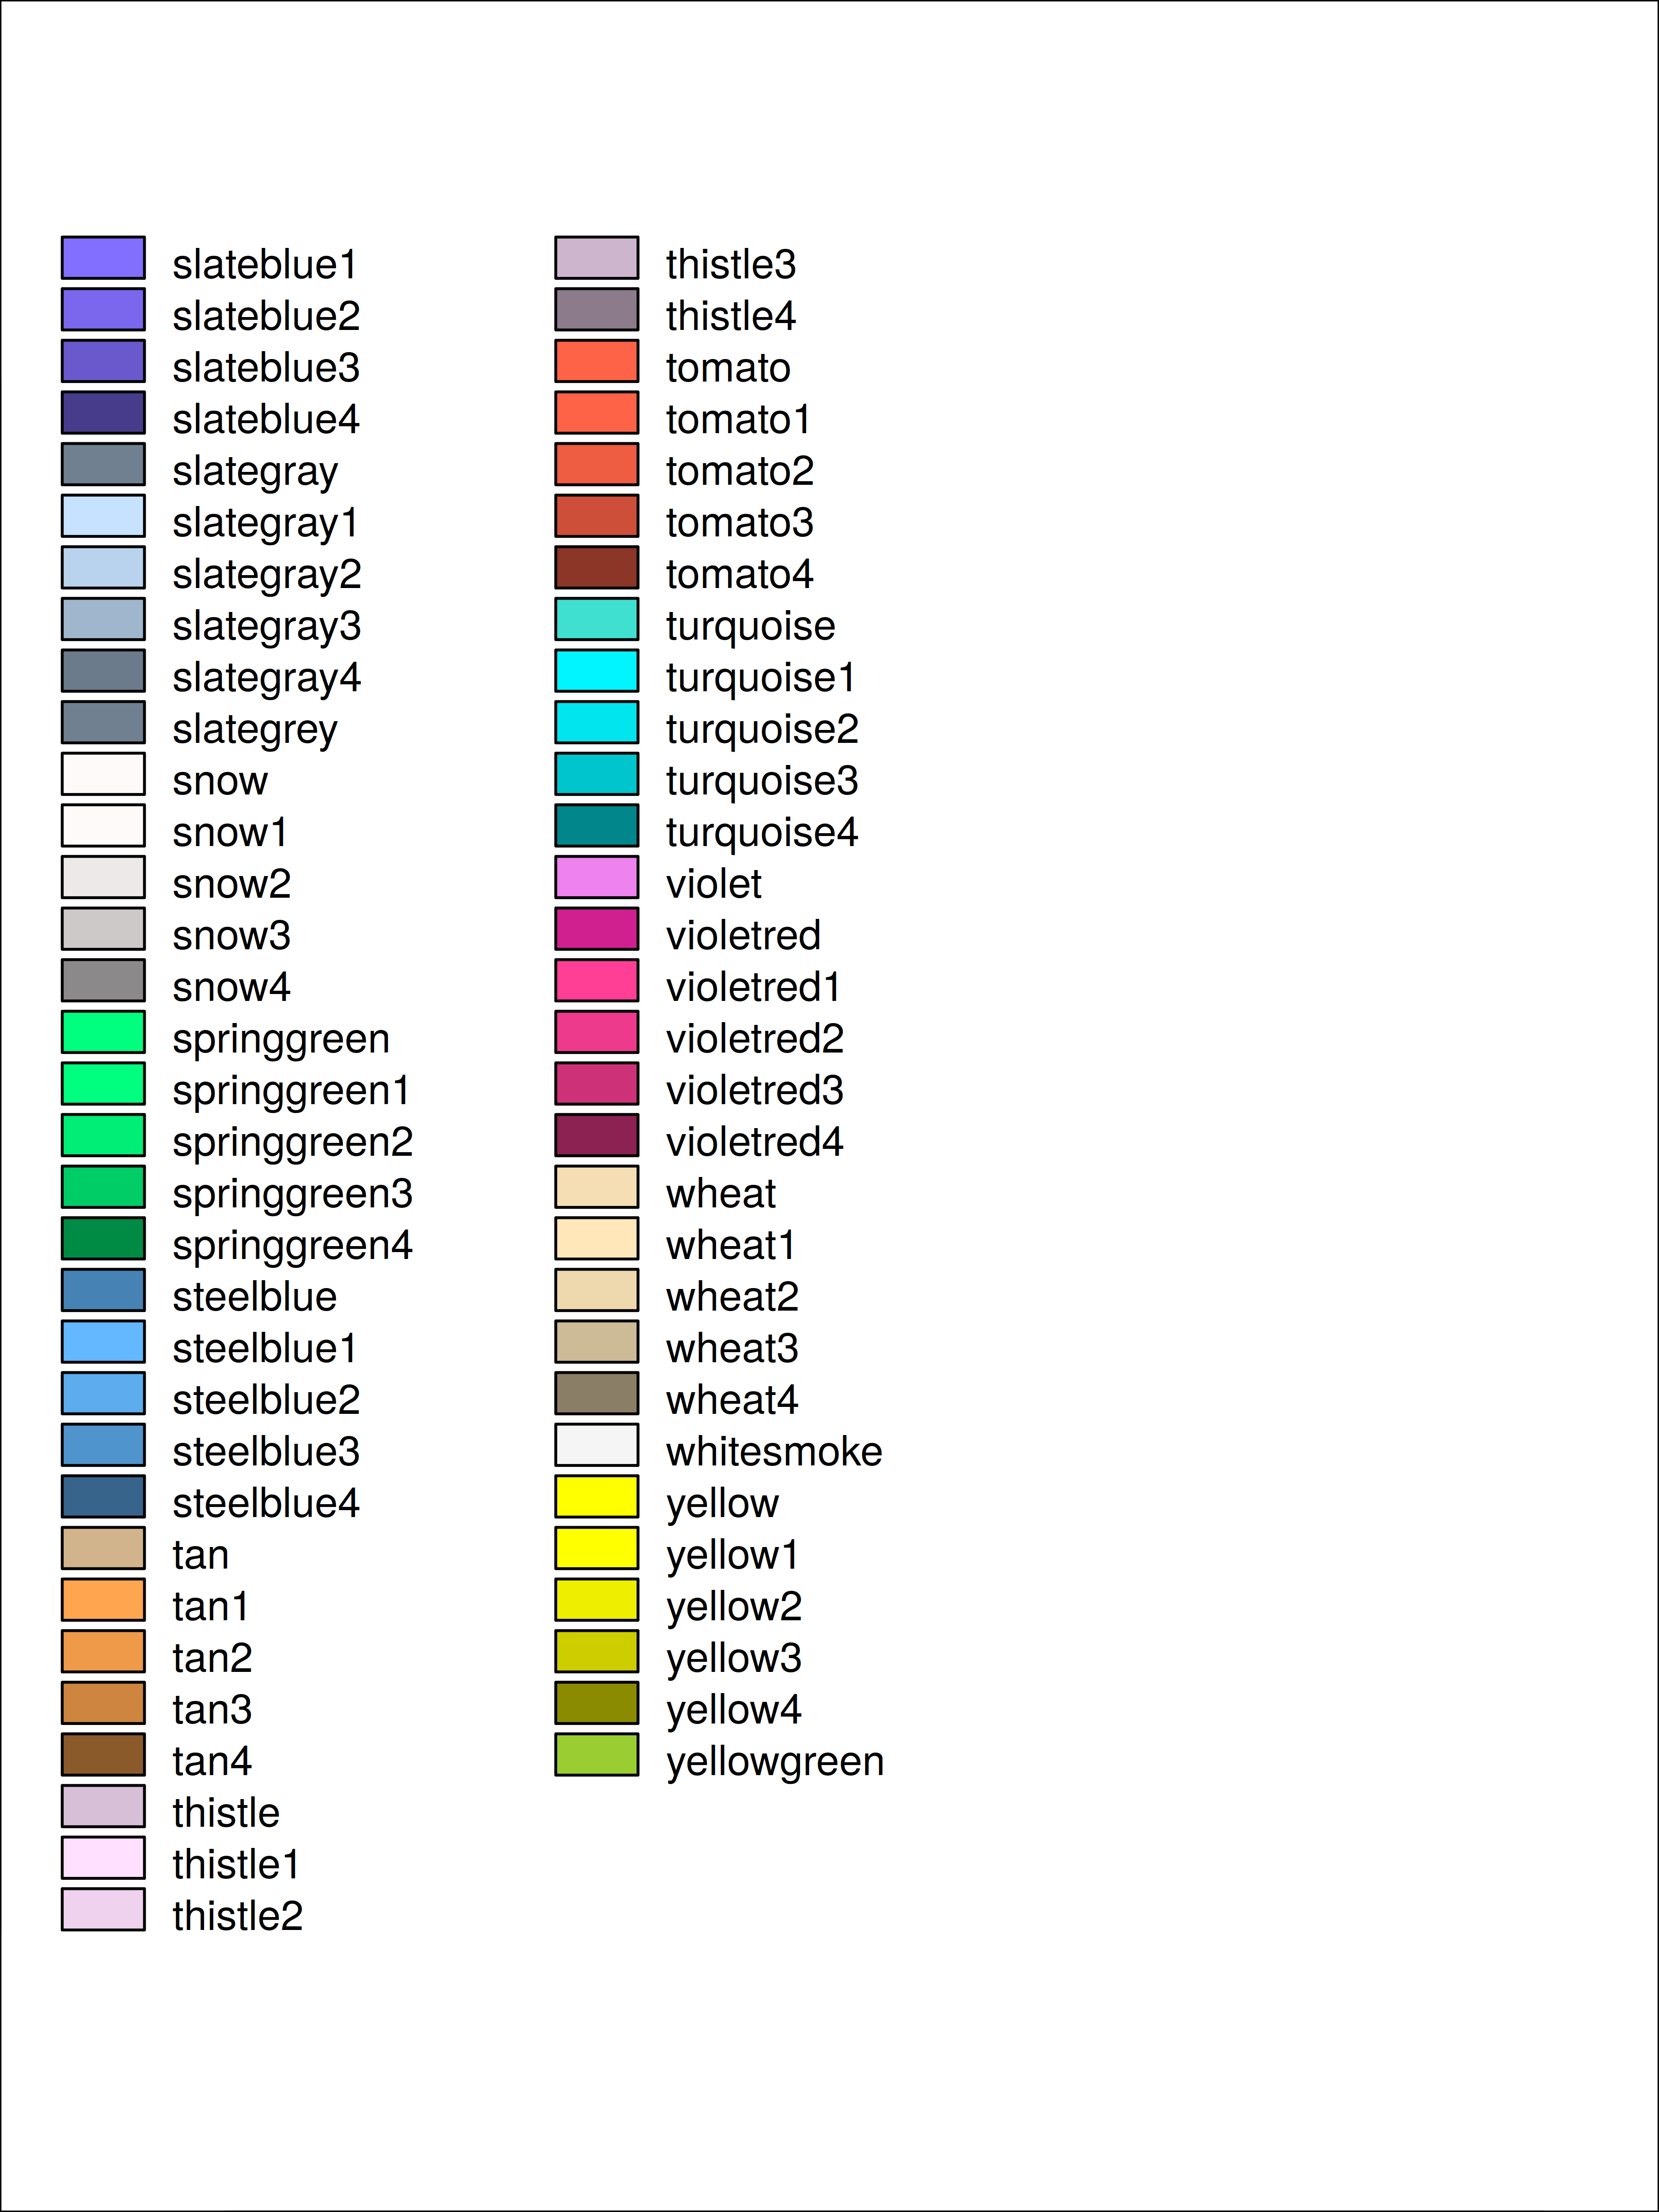 slateblue1
slateblue2
slateblue3
slateblue4
slategray
slategray1
slategray2
slategray3
slategray4
slategrey
snow
snow1
snow2
snow3
snow4
springgreen
springgreen1
springgreen2
springgreen3
springgreen4
steelblue
steelblue1
steelblue2
steelblue3
steelblue4
tan
tan1
tan2
tan3
tan4
thistle
thistle1
thistle2
thistle3
thistle4
tomato
tomato1
tomato2
tomato3
tomato4
turquoise
turquoise1
turquoise2
turquoise3
turquoise4
violet
violetred
violetred1
violetred2
violetred3
violetred4
wheat
wheat1
wheat2
wheat3
wheat4
whitesmoke
yellow
yellow1
yellow2
yellow3
yellow4
yellowgreen